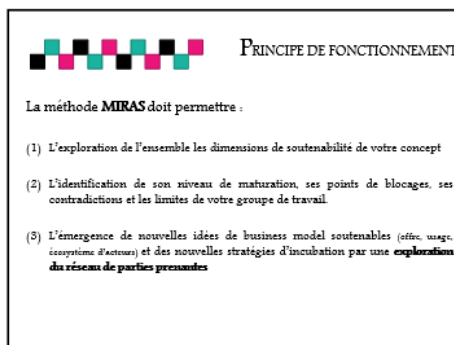 PRINCIPE DE FONCTIONNEMENT
La méthode MIRAS doit permettre :
(1) L'exploration de l'ensemble les dimensions de soutenabilité de votre concept
(2) L'identification de son niveau de maturation, ses points de blocages, ses
contradictions et les limites de votre groupe de travail.
(3) L'émergence de nouvelles idées de business model soutenables (offre, usage,
écosystème d'acteurs) et des nouvelles stratégies d'incubation par une exploration
du réseau de parties prenantes